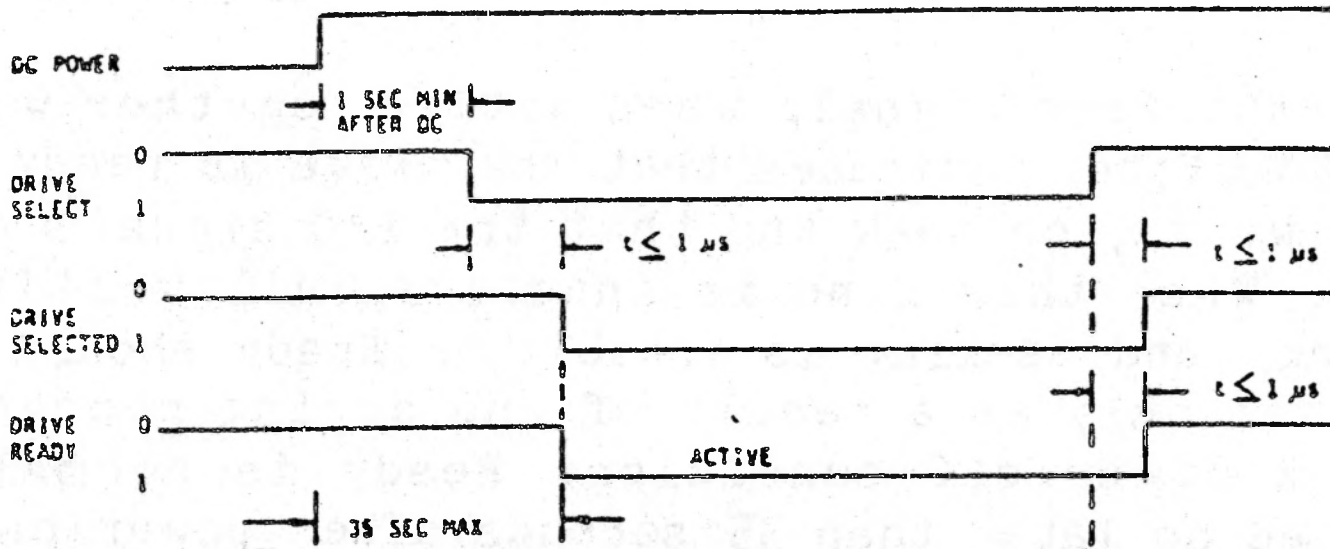 DC POWER
1 SEC MIN
AFTER DC
0
DRIVE
SELECT 1
t ≤ 1 µs
t ≤ 1 µs
0
DRIVE
SELECTED 1
t ≤ 1 µs
DRIVE 0
READY
ACTIVE
1
35 SEC MAX